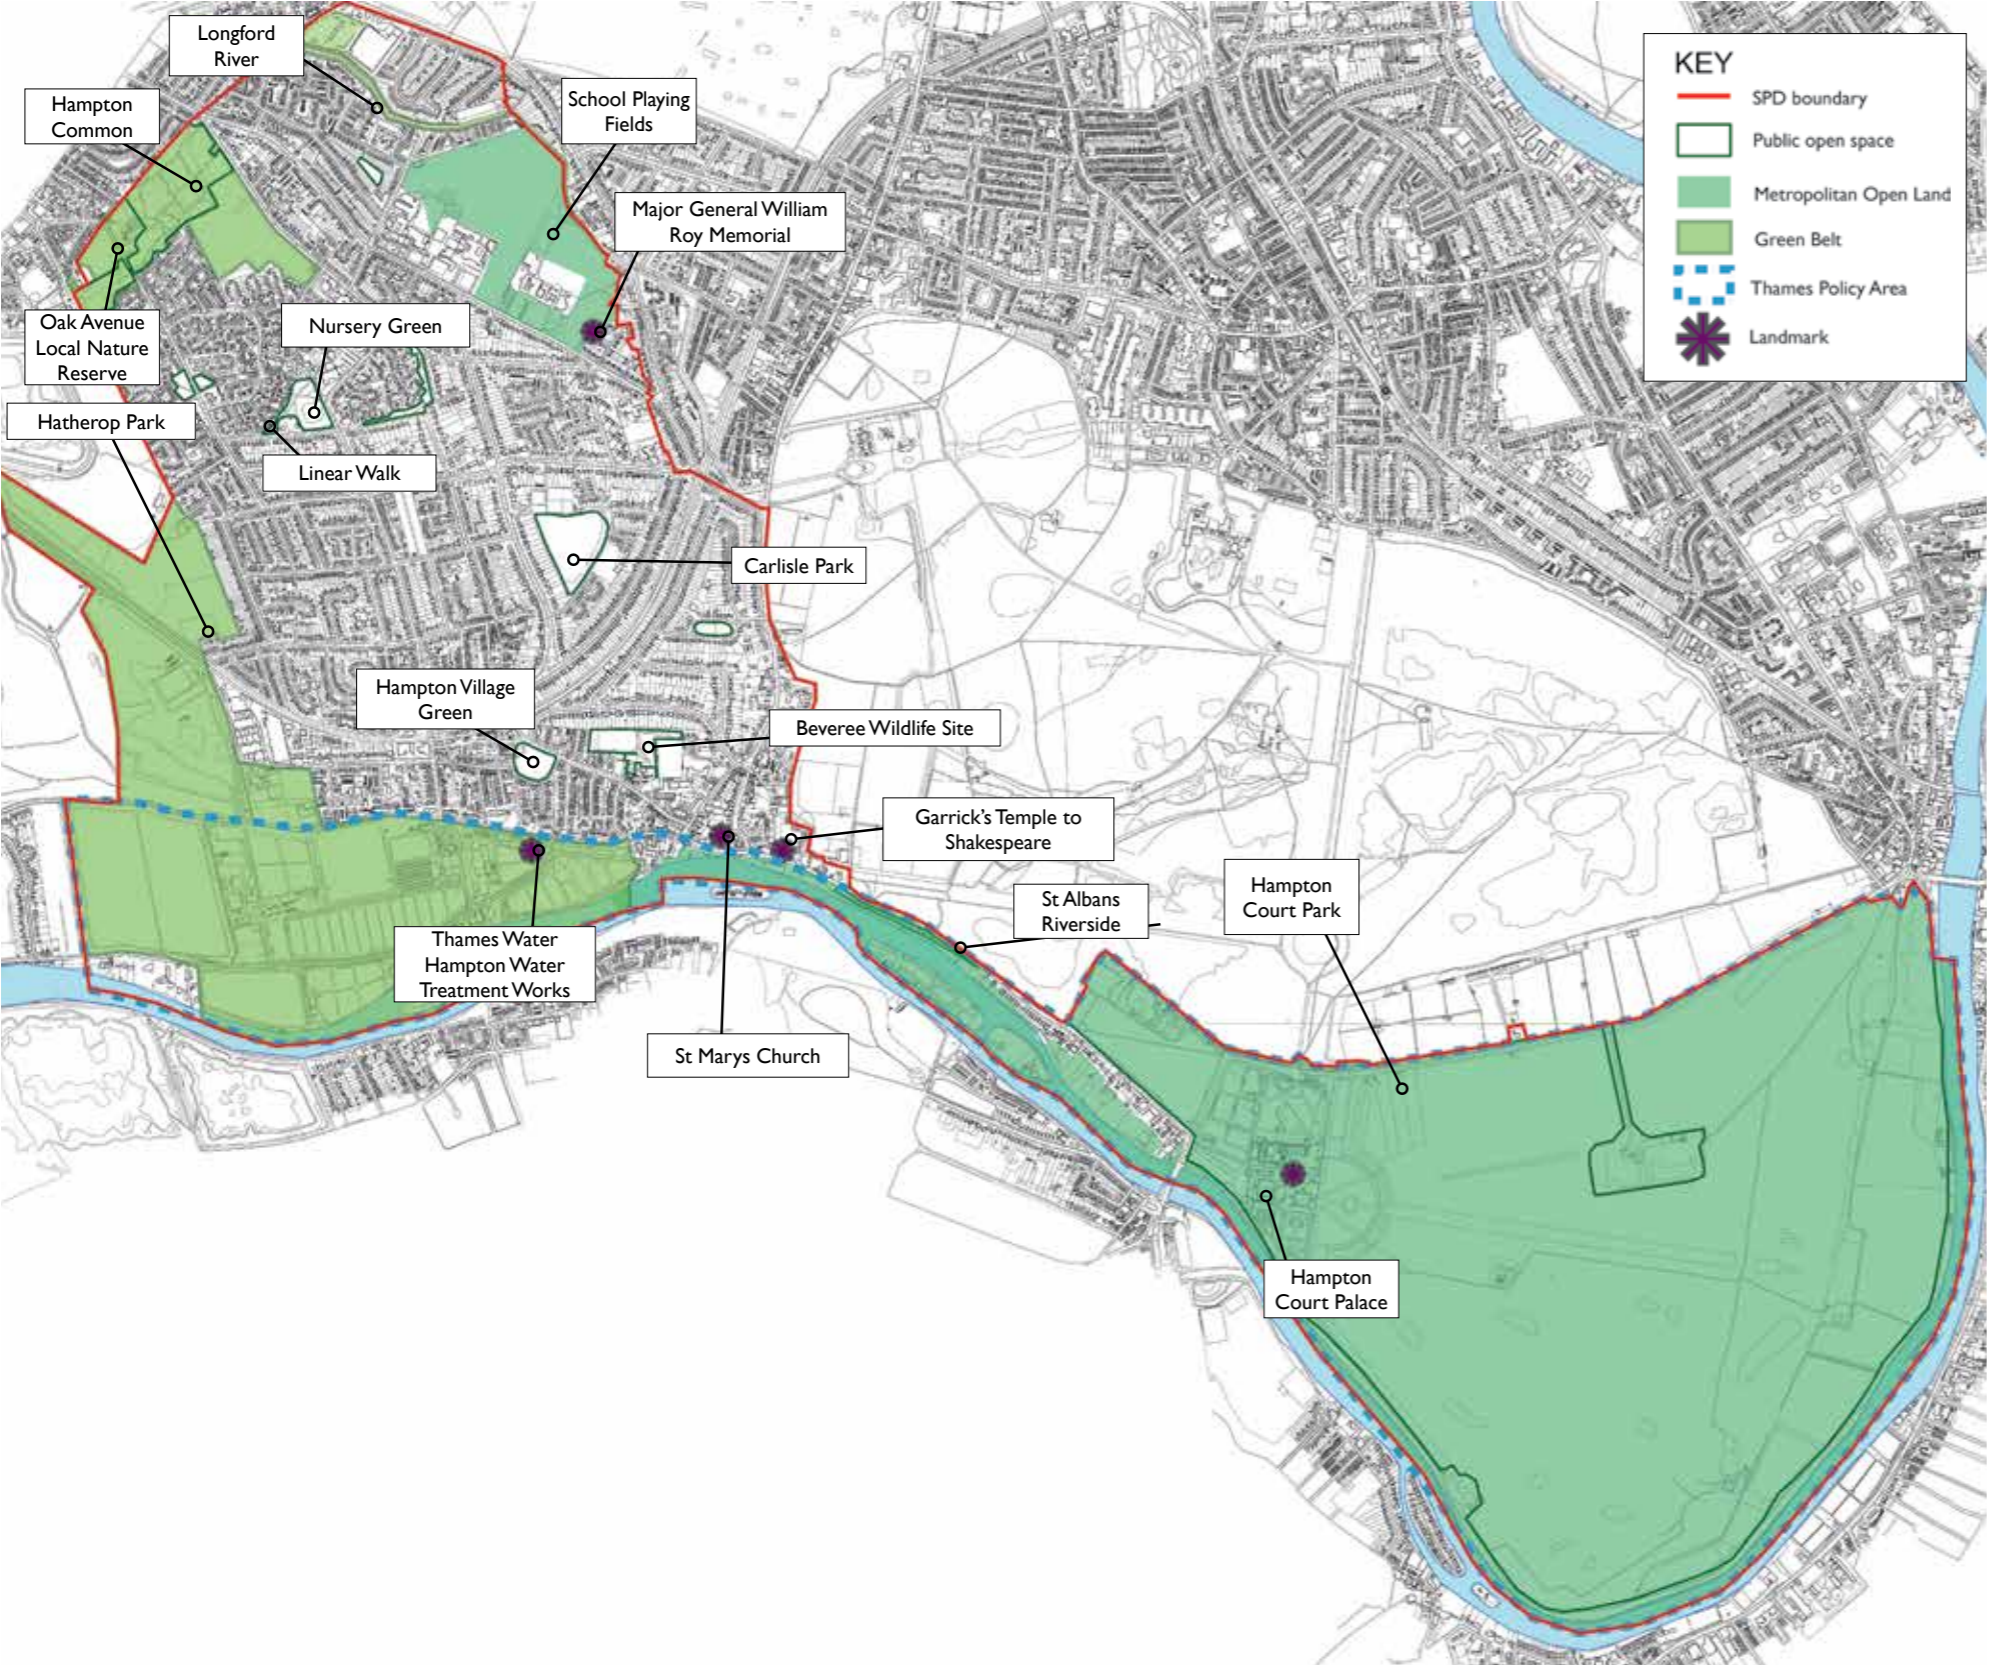 Longford
River
Hampton
Common
School Playing
Fields
Major General William
Roy Memorial
Oak Avenue
Local Nature
Reserve
Nursery Green
Hatherop Park
Linear Walk
Carlisle Park
Hampton Village
Green
Beveree Wildlife Site
Garrick's Temple to
Shakespeare
St Albans
Riverside
Hampton
Court Park
Thames Water
Hampton Water
Treatment Works
St Marys Church
Hampton
Court Palace
KEY
SPD boundary
Public open space
Metropolitan Open Land
Green Belt
Thames Policy Area
Landmark